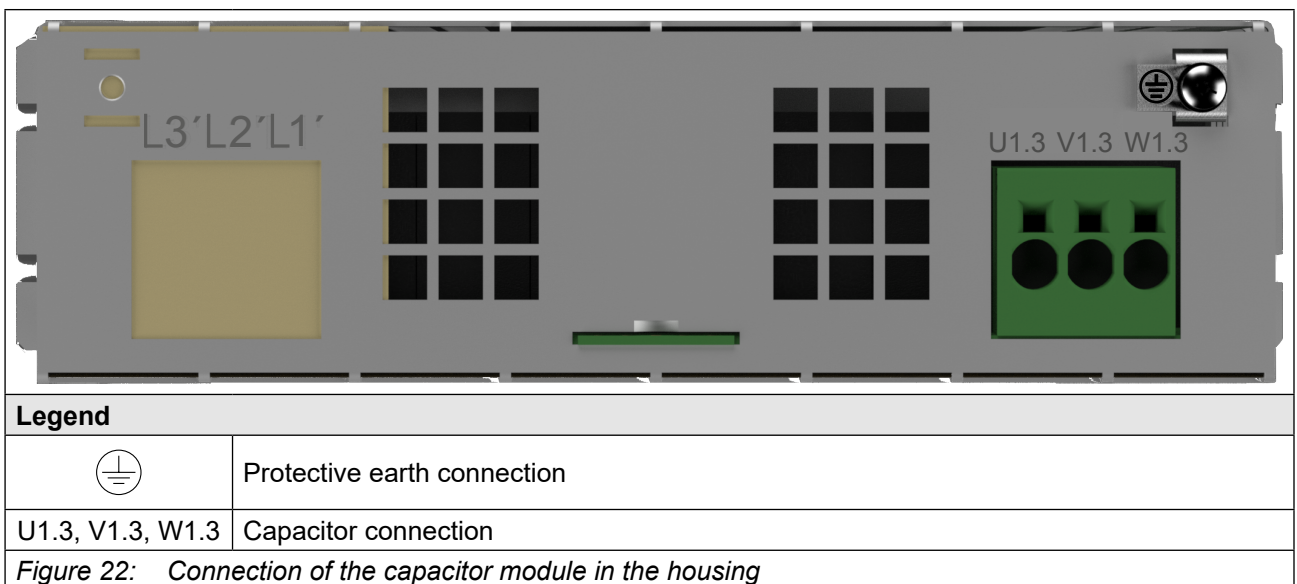 L3´L2´L1´
U1.3 V1.3 W1.3
Legend
Protective earth connection
U1.3, V1.3, W1.3 Capacitor connection
Figure 22: Connection of the capacitor module in the housing